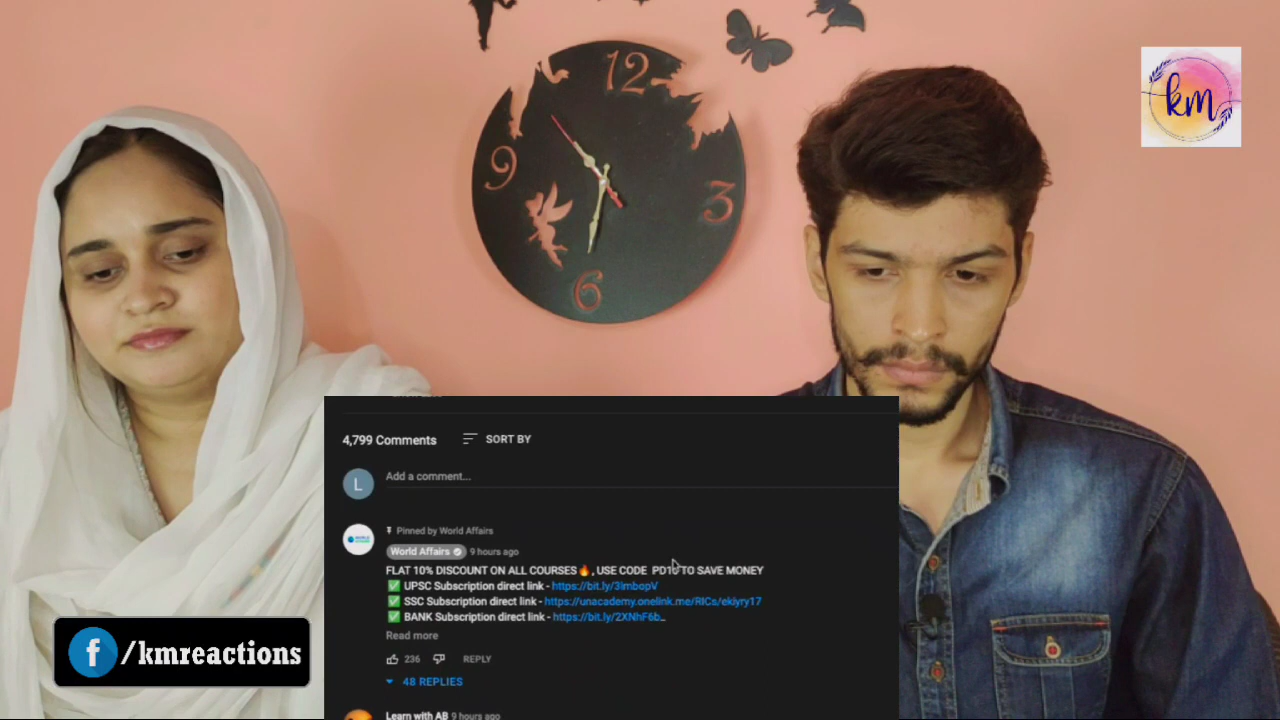 12
9
3
6
km
4,799 Comments
SORT BY
L
Add a comment...
Pinned by World Affairs
World Affairs 9 hours ago
FLAT 10% DISCOUNT ON ALL COURSES🔥, USE CODE PD10 TO SAVE MONEY
✅ UPSC Subscription direct link - https://bit.ly/3ImbopV
✅ SSC Subscription direct link - https://unacademy.onelink.me/RICs/ekiyry17
✅ BANK Subscription direct link - https://bit.ly/2XNhF6b...
Read more
236
REPLY
48 REPLIES
Learn with AB 9 hours ago
f /kmreactions